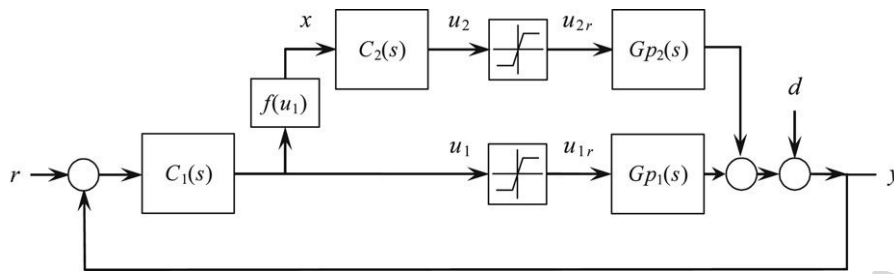 x
C₂(s)
u₂
u₂ᵣ
Gp₂(s)
f(u₁)
d
r
C₁(s)
u₁
u₁ᵣ
Gp₁(s)
y